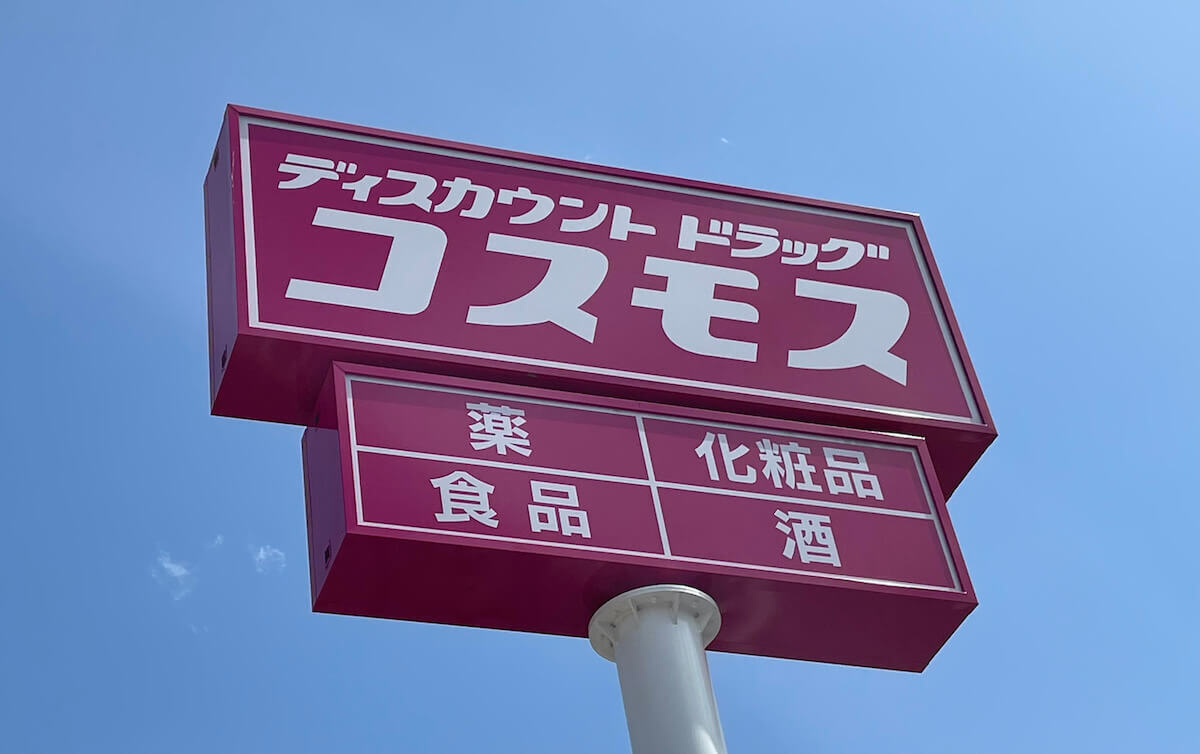 ディスカウント ドラッグ
コスモス
薬 化粧品
食品 酒